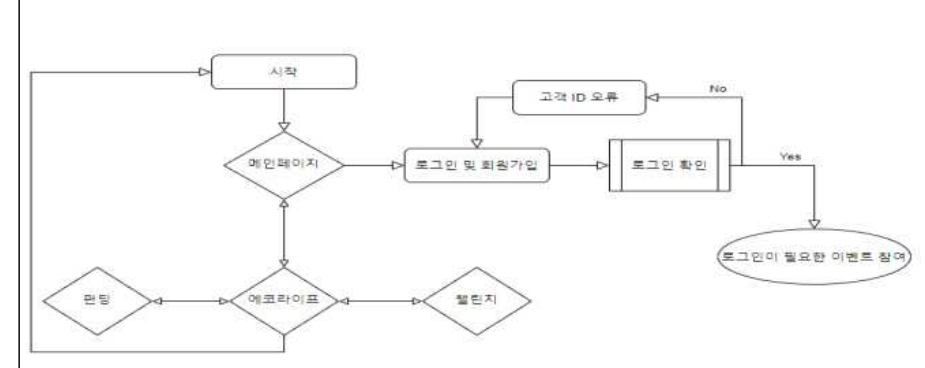 시작
고객 ID 오류
No
메인페이지
로그인 및 회원가입
로그인 확인
Yes
로그인이 필요한 이벤트 참여
펀딩
에코라이프
챌린지